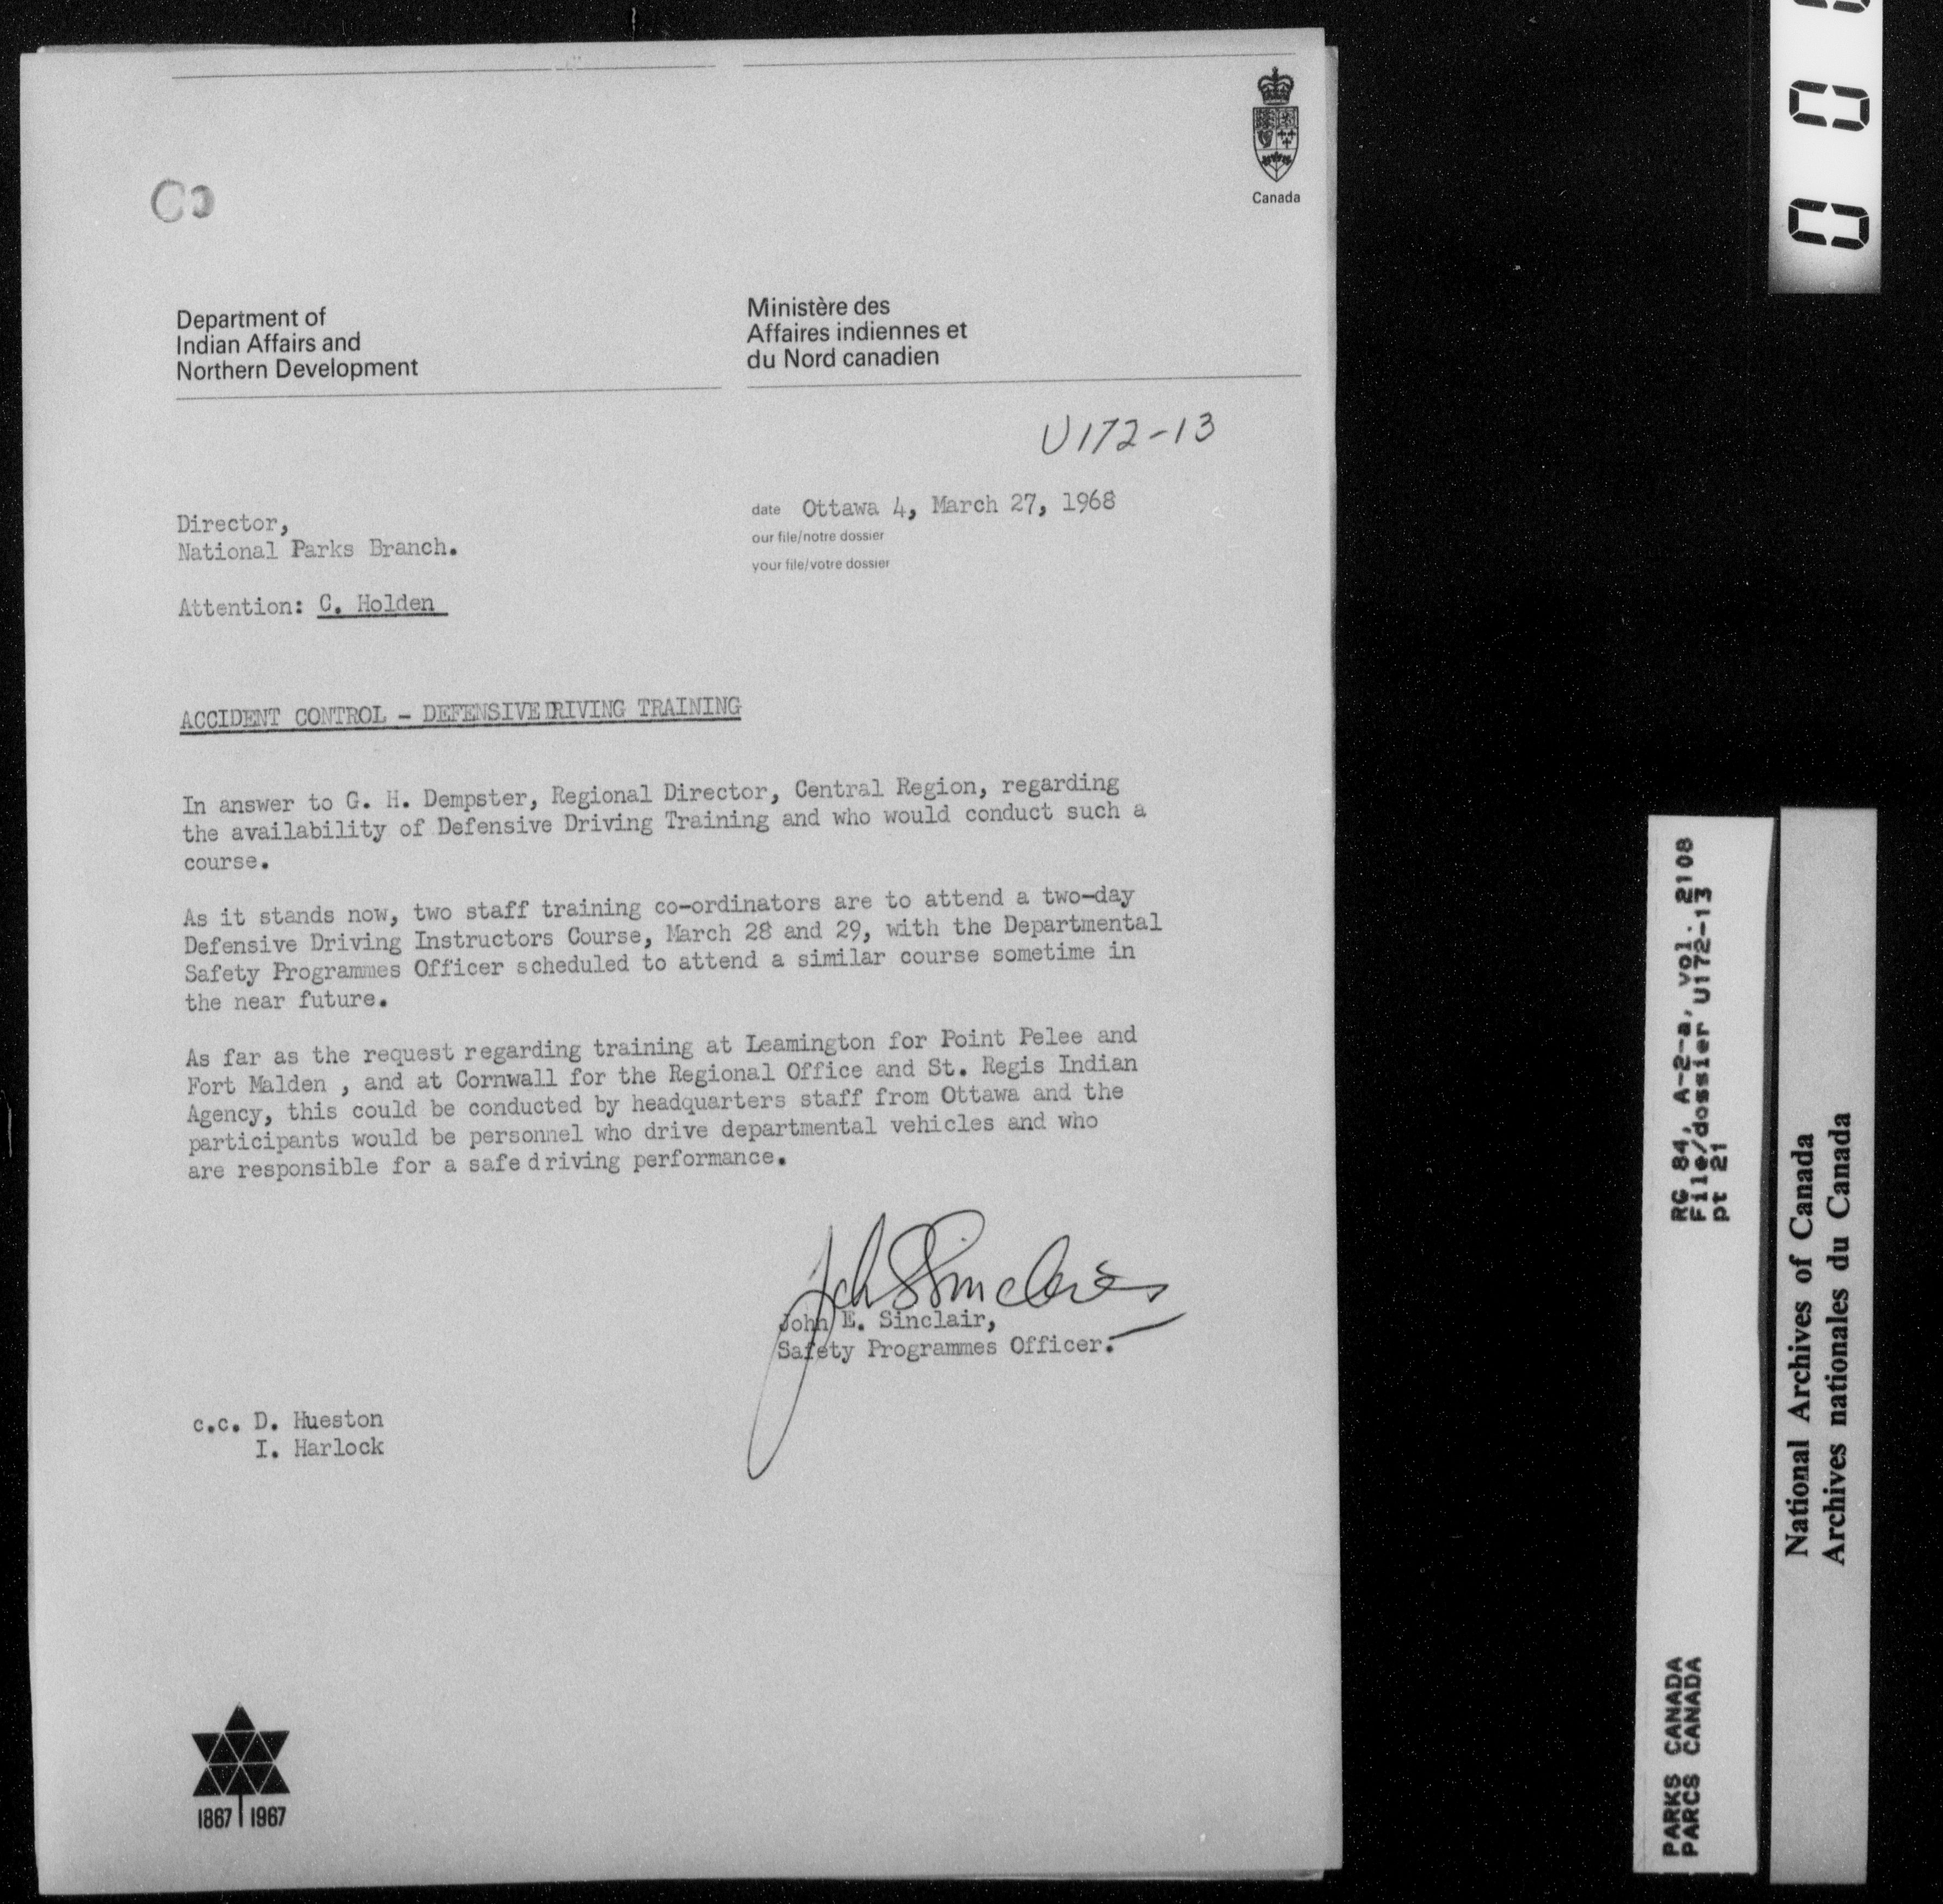 Canada
Department of
Indian Affairs and
Northern Development
Ministère des
Affaires indiennes et
du Nord canadien
U172-13
Director,
National Parks Branch.
date Ottawa 4, March 27, 1968
our file/notre dossier
your file/votre dossier
Attention: C. Holden
ACCIDENT CONTROL - DEFENSIVE DRIVING TRAINING
In answer to G. H. Dempster, Regional Director, Central Region, regarding
the availability of Defensive Driving Training and who would conduct such a
course.
As it stands now, two staff training co-ordinators are to attend a two-day
Defensive Driving Instructors Course, March 28 and 29, with the Departmental
Safety Programmes Officer scheduled to attend a similar course sometime in
the near future.
As far as the request regarding training at Leamington for Point Pelee and
Fort Malden , and at Cornwall for the Regional Office and St. Regis Indian
Agency, this could be conducted by headquarters staff from Ottawa and the
participants would be personnel who drive departmental vehicles and who
are responsible for a safe driving performance.
John E. Sinclair,
Safety Programmes Officer.
c.c. D. Hueston
I. Harlock
1867 1967
RG 84, A-2-a, Vol. 2108
File/dossier U172-13
pt 21
PARKS CANADA
PARCS CANADA
National Archives of Canada
Archives nationales du Canada